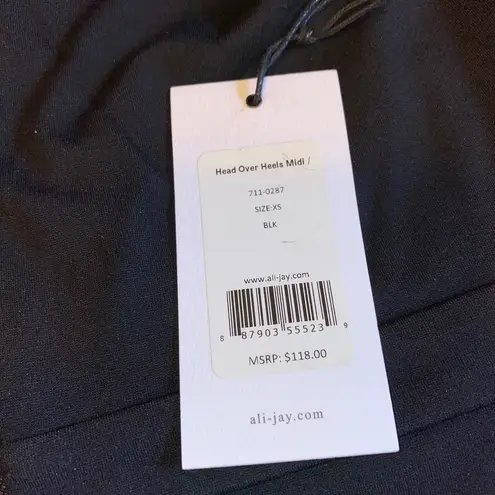 Head Over Heels Midi /
711-0287
SIZE:XS
BLK
www.ali-jay.com
8 87903 55523 9
MSRP: $118.00
ali-jay.com